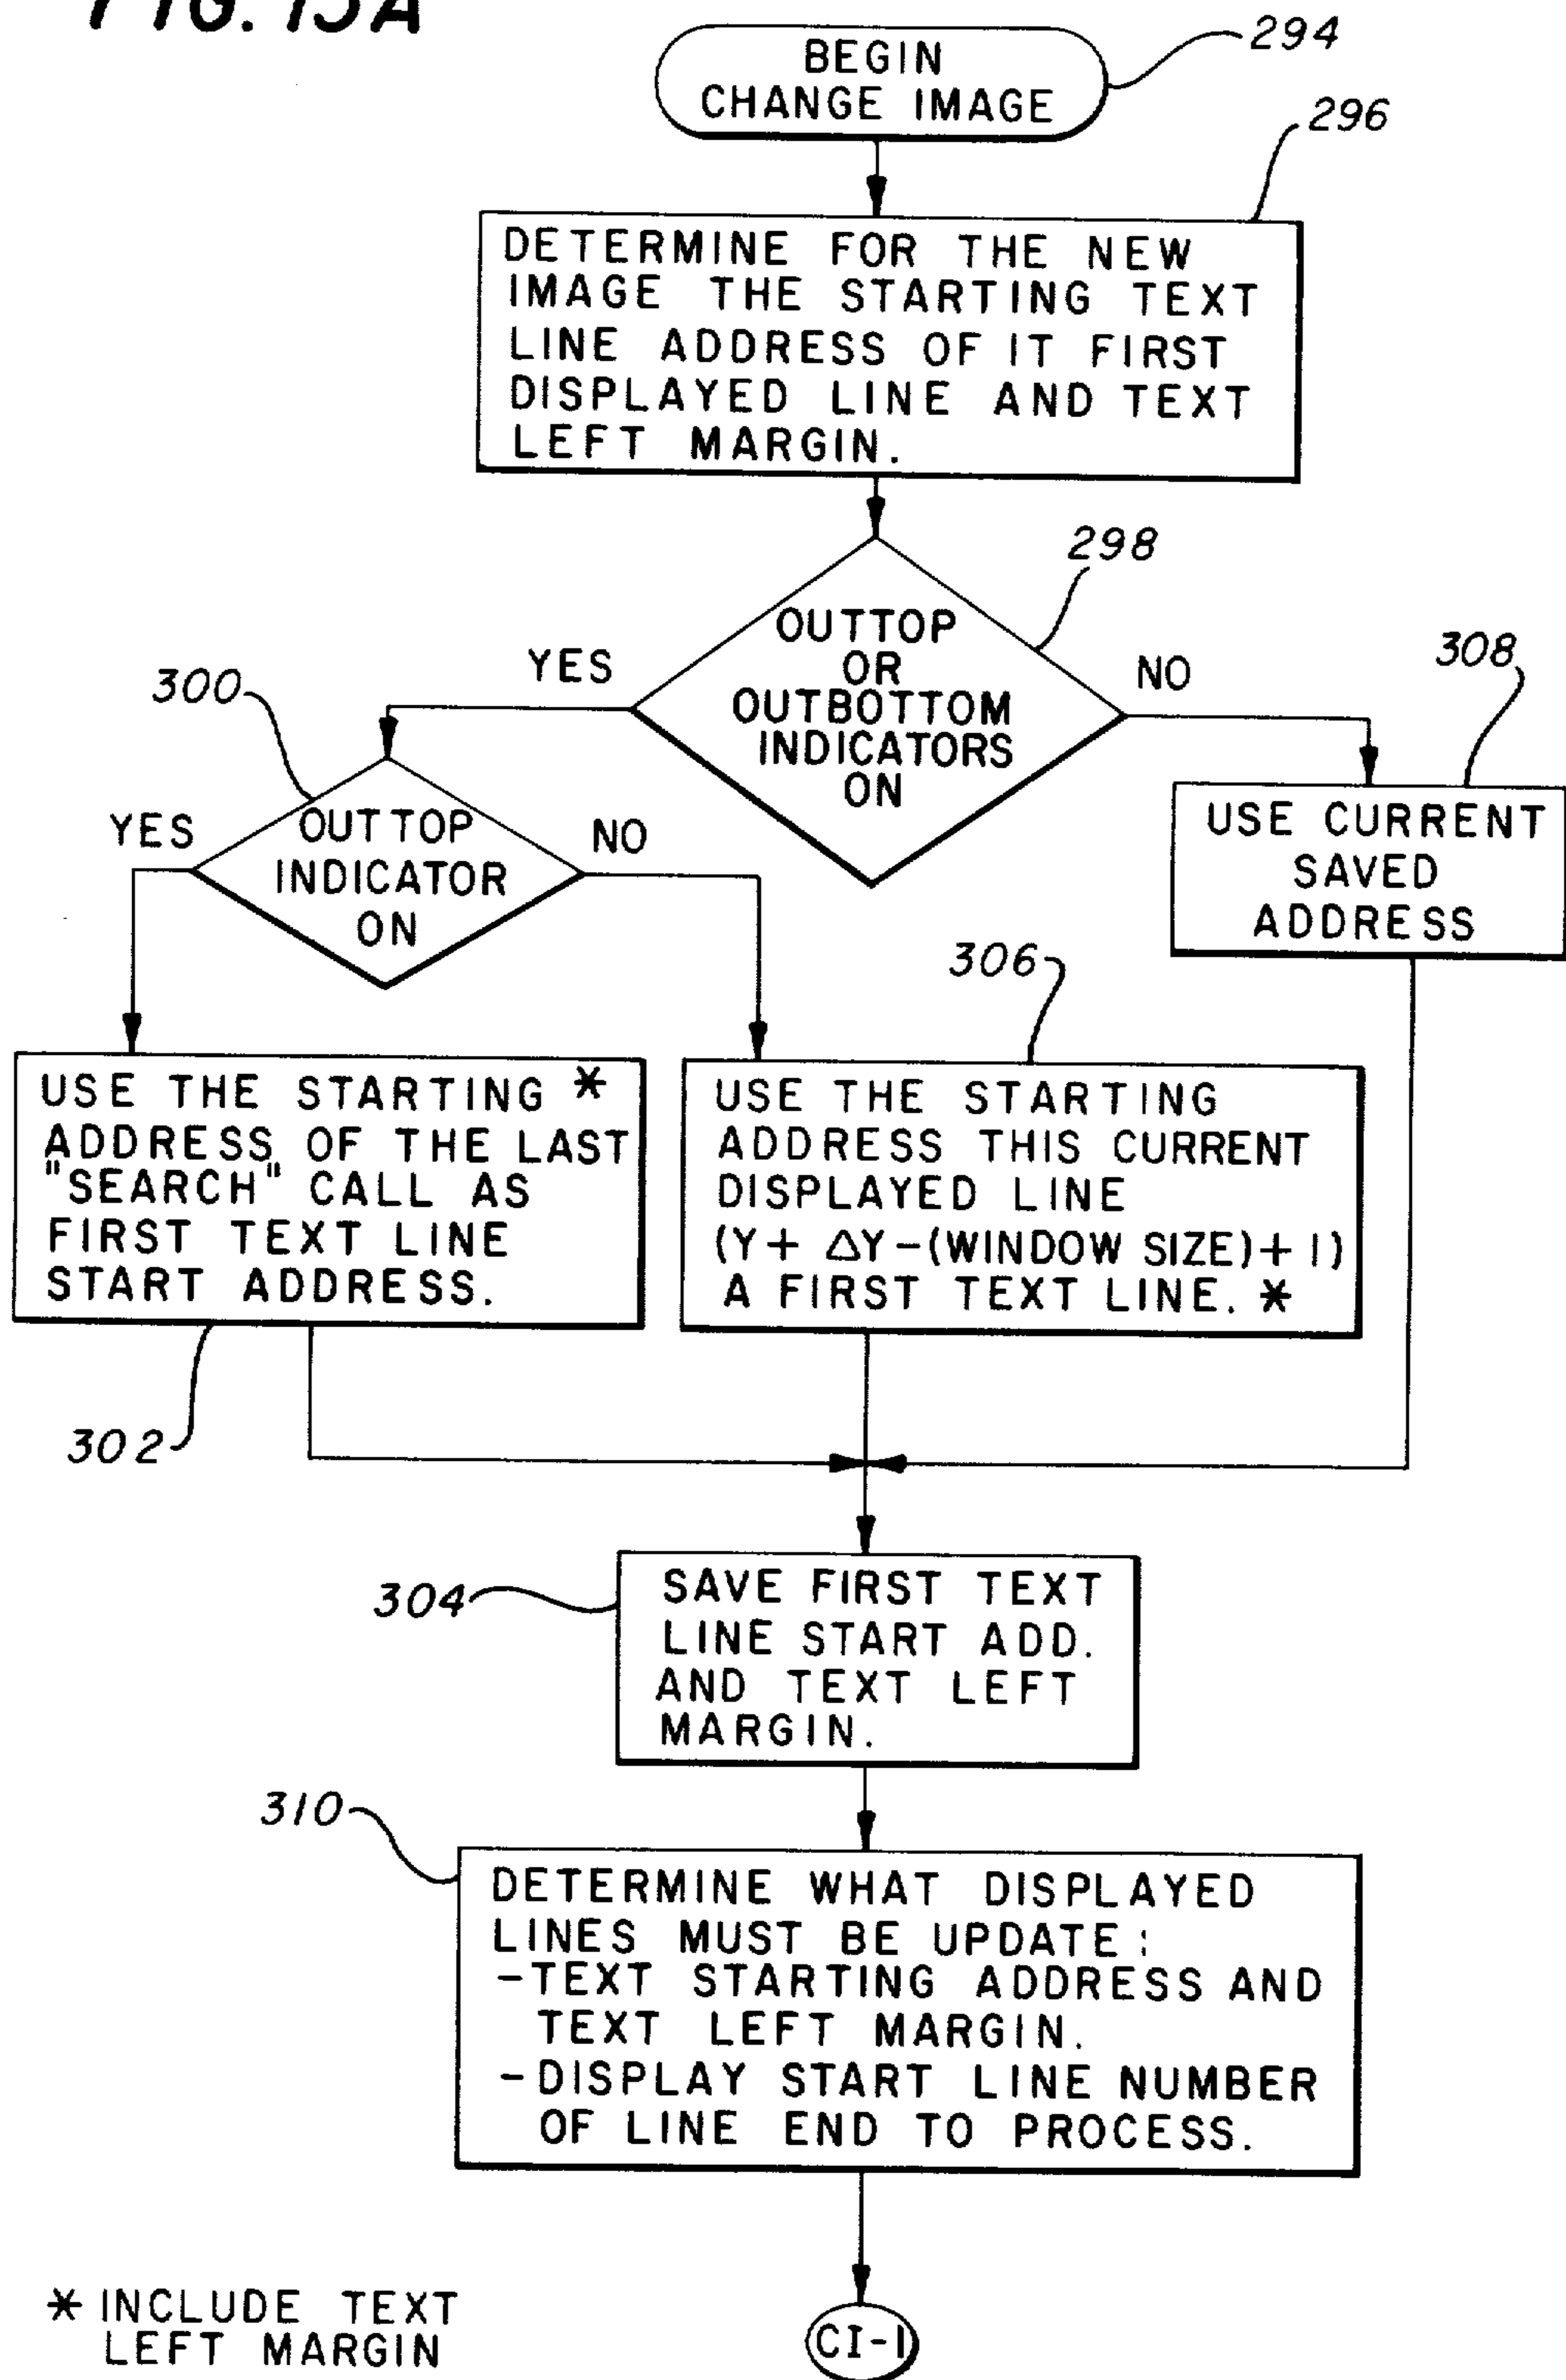 FIG. 15A
BEGIN
CHANGE IMAGE
294
296
DETERMINE FOR THE NEW
IMAGE THE STARTING TEXT
LINE ADDRESS OF IT FIRST
DISPLAYED LINE AND TEXT
LEFT MARGIN.
298
OUTTOP
OR
OUTBOTTOM
INDICATORS
ON
YES
NO
300
308
OUTTOP
INDICATOR
ON
YES
NO
USE CURRENT
SAVED
ADDRESS
306
USE THE STARTING *
ADDRESS OF THE LAST
"SEARCH" CALL AS
FIRST TEXT LINE
START ADDRESS.
USE THE STARTING
ADDRESS THIS CURRENT
DISPLAYED LINE
(Y+ ΔY-(WINDOW SIZE)+1)
A FIRST TEXT LINE. *
302
304
SAVE FIRST TEXT
LINE START ADD.
AND TEXT LEFT
MARGIN.
310
DETERMINE WHAT DISPLAYED
LINES MUST BE UPDATE:
-TEXT STARTING ADDRESS AND
TEXT LEFT MARGIN.
-DISPLAY START LINE NUMBER
OF LINE END TO PROCESS.
* INCLUDE TEXT
LEFT MARGIN
CI-1